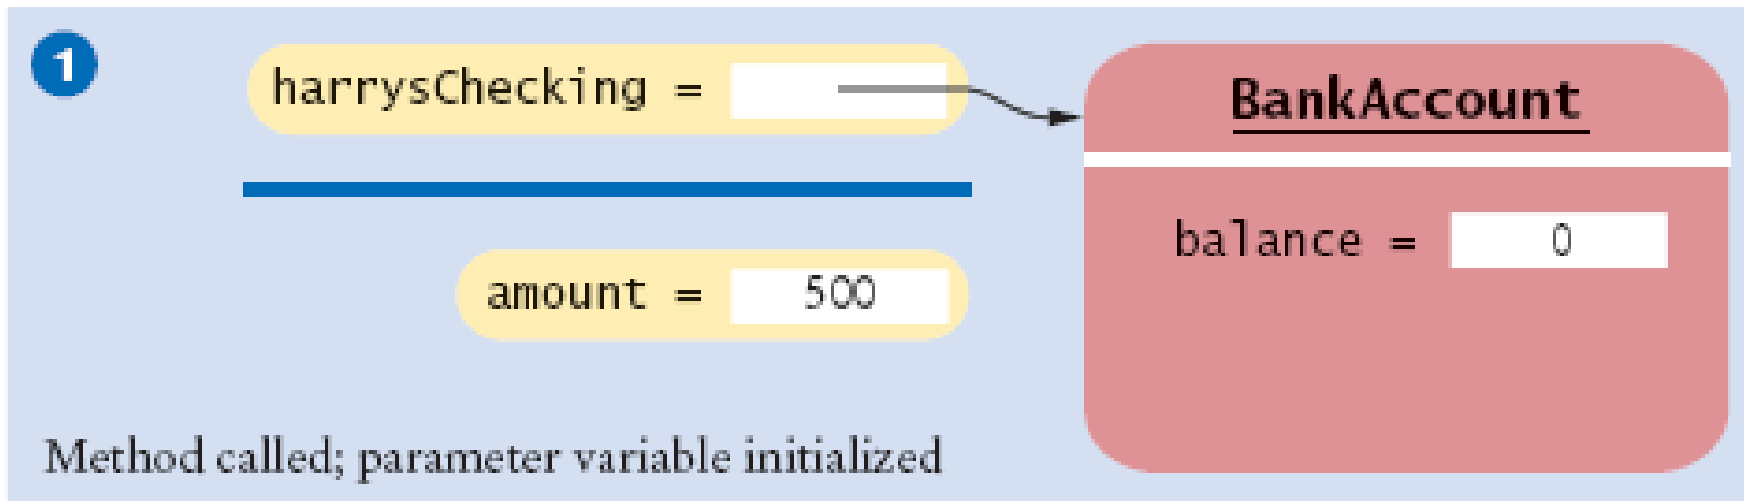 1
harrysChecking =
BankAccount
balance = 0
amount = 500
Method called; parameter variable initialized